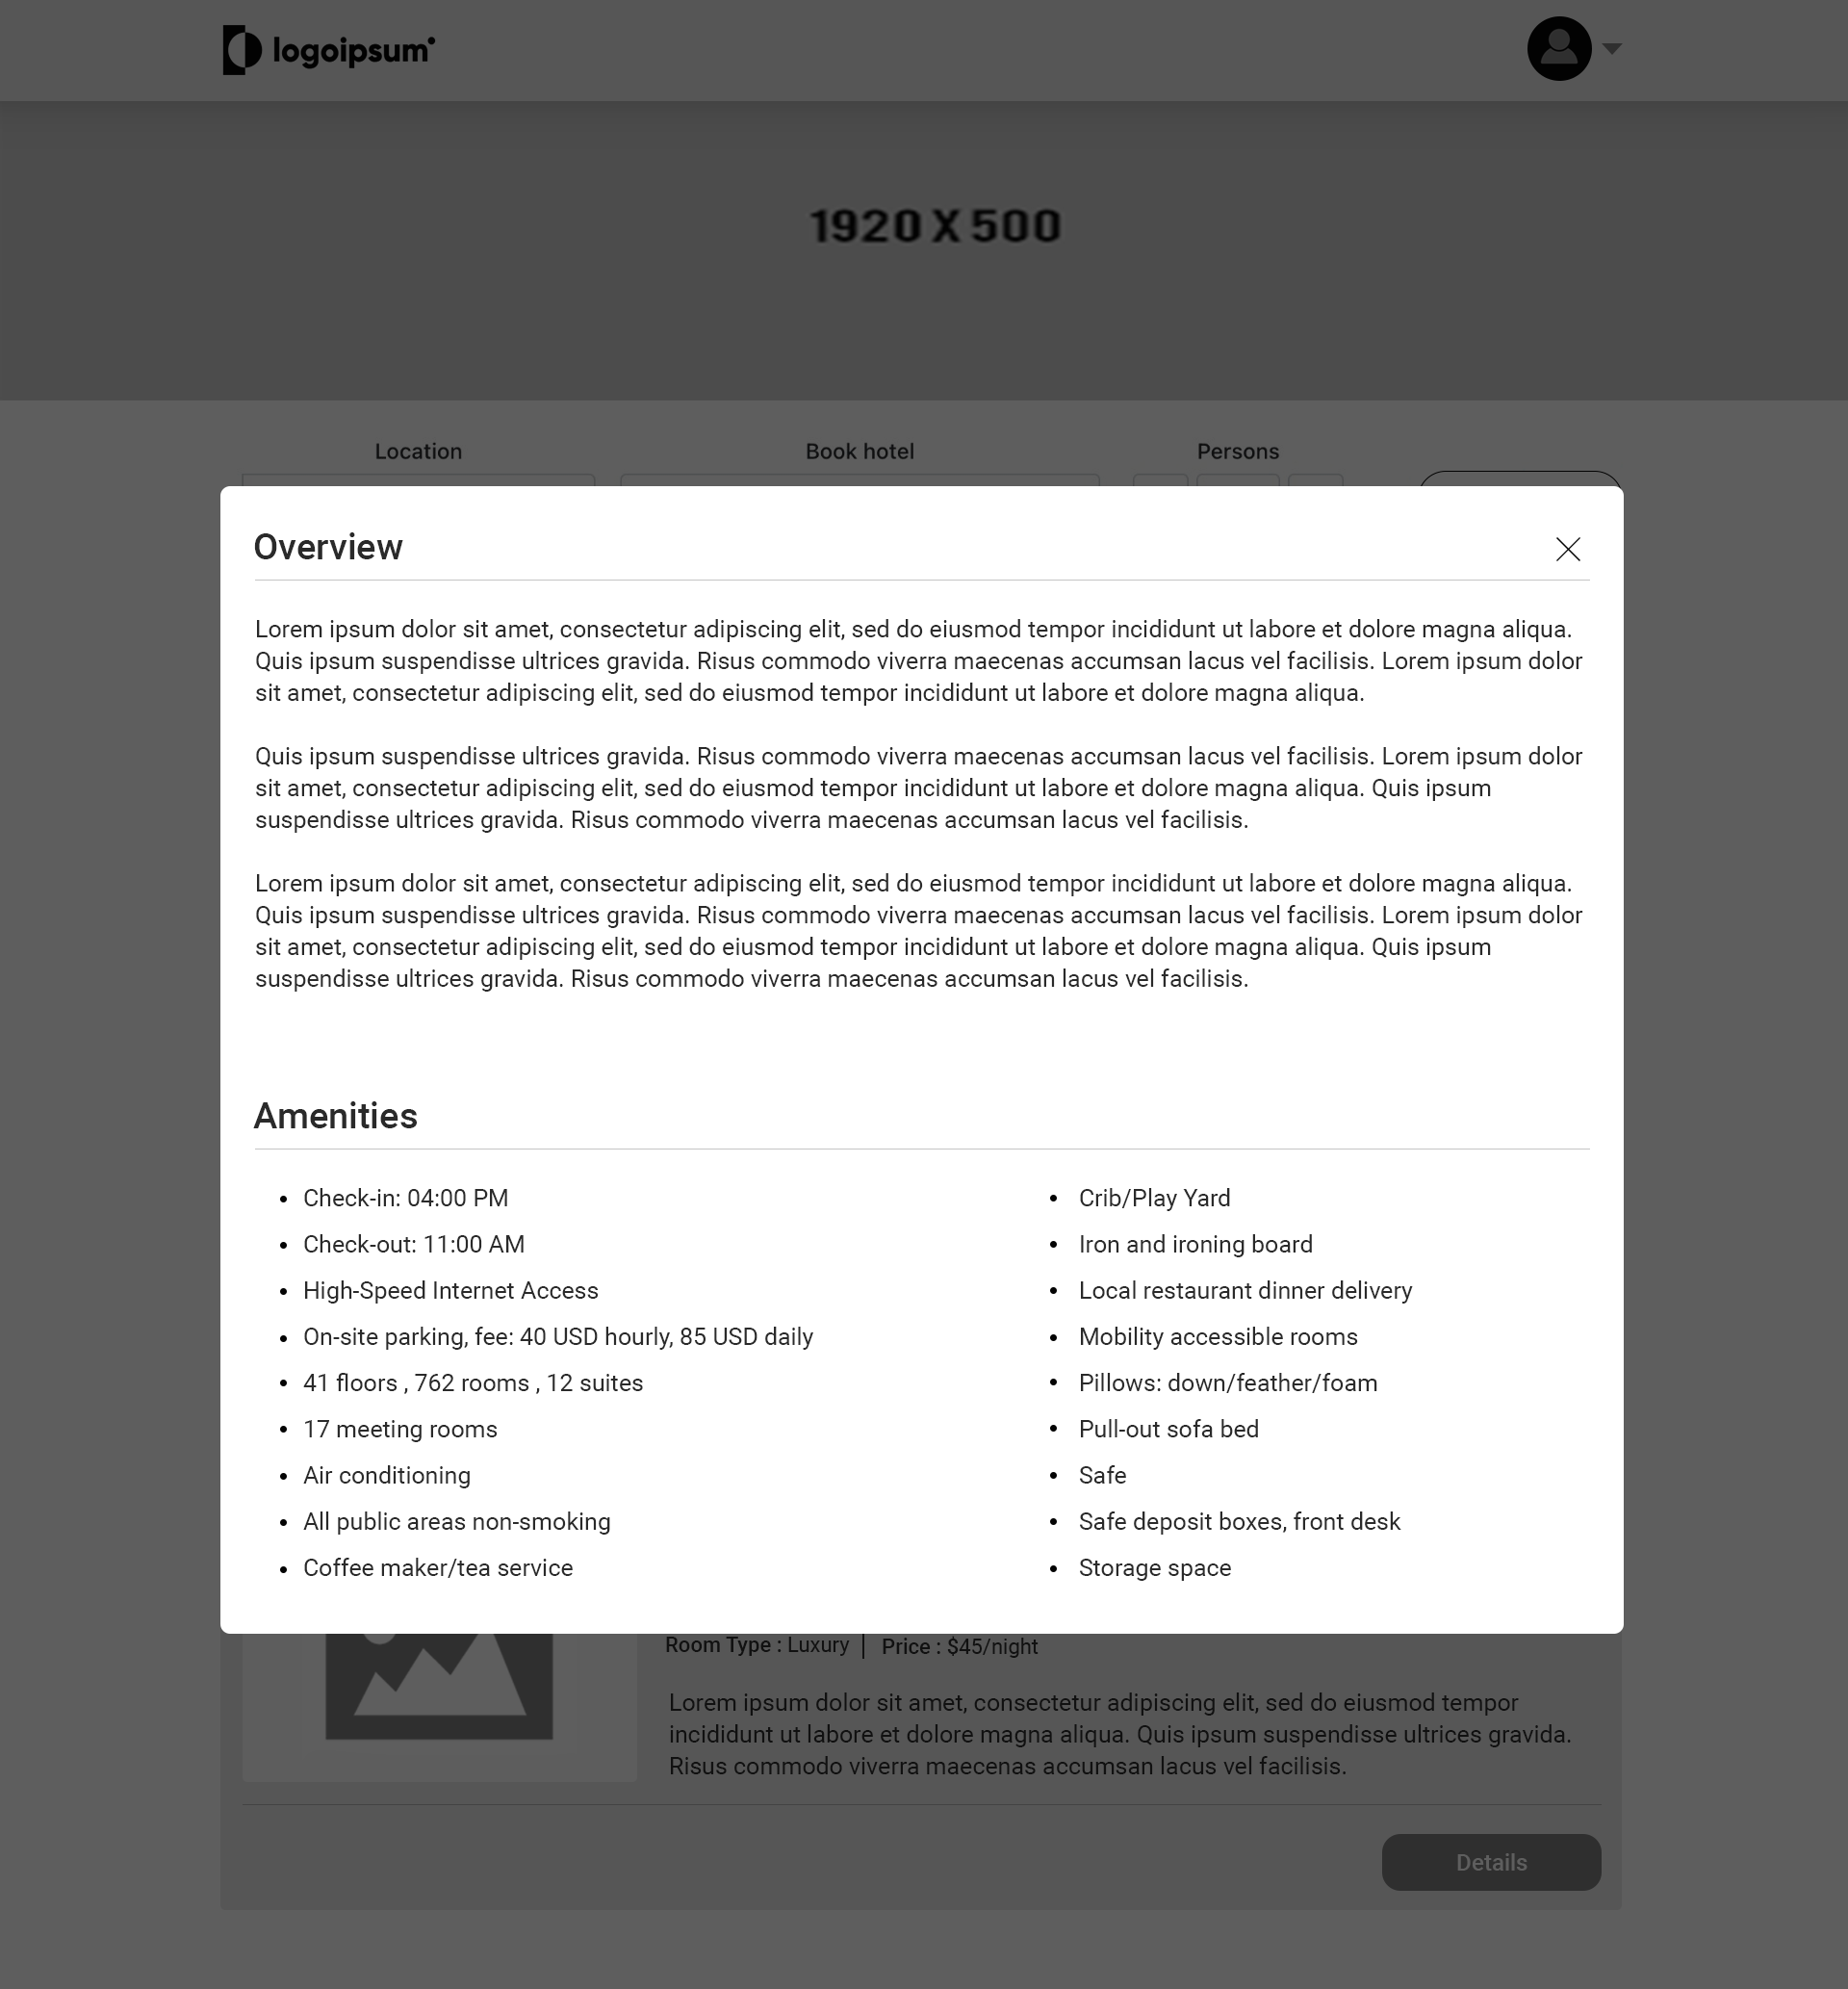 logoipsum
1920 X 500
Location
Book hotel
Persons
Overview
Lorem ipsum dolor sit amet, consectetur adipiscing elit, sed do eiusmod tempor incididunt ut labore et dolore magna aliqua.
Quis ipsum suspendisse ultrices gravida. Risus commodo viverra maecenas accumsan lacus vel facilisis. Lorem ipsum dolor
sit amet, consectetur adipiscing elit, sed do eiusmod tempor incididunt ut labore et dolore magna aliqua.
Quis ipsum suspendisse ultrices gravida. Risus commodo viverra maecenas accumsan lacus vel facilisis. Lorem ipsum dolor
sit amet, consectetur adipiscing elit, sed do eiusmod tempor incididunt ut labore et dolore magna aliqua. Quis ipsum
suspendisse ultrices gravida. Risus commodo viverra maecenas accumsan lacus vel facilisis.
Lorem ipsum dolor sit amet, consectetur adipiscing elit, sed do eiusmod tempor incididunt ut labore et dolore magna aliqua.
Quis ipsum suspendisse ultrices gravida. Risus commodo viverra maecenas accumsan lacus vel facilisis. Lorem ipsum dolor
sit amet, consectetur adipiscing elit, sed do eiusmod tempor incididunt ut labore et dolore magna aliqua. Quis ipsum
suspendisse ultrices gravida. Risus commodo viverra maecenas accumsan lacus vel facilisis.
Amenities
• Check-in: 04:00 PM
• Check-out: 11:00 AM
• High-Speed Internet Access
• On-site parking, fee: 40 USD hourly, 85 USD daily
• 41 floors , 762 rooms , 12 suites
• 17 meeting rooms
• Air conditioning
• All public areas non-smoking
• Coffee maker/tea service
• Crib/Play Yard
• Iron and ironing board
• Local restaurant dinner delivery
• Mobility accessible rooms
• Pillows: down/feather/foam
• Pull-out sofa bed
• Safe
• Safe deposit boxes, front desk
• Storage space
Room Type : Luxury | Price : $45/night
Lorem ipsum dolor sit amet, consectetur adipiscing elit, sed do eiusmod tempor
incididunt ut labore et dolore magna aliqua. Quis ipsum suspendisse ultrices gravida.
Risus commodo viverra maecenas accumsan lacus vel facilisis.
Details